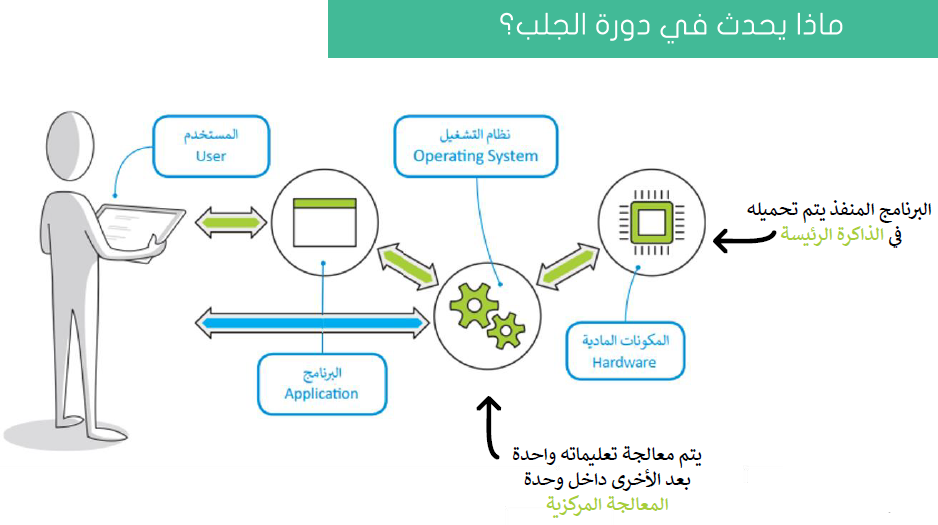 ماذا يحدث في دورة الجلب؟
المستخدم
User
نظام التشغيل
Operating System
البرنامج المنفذ يتم تحميله
في الذاكرة الرئيسة
المكونات المادية
Hardware
البرنامج
Application
يتم معالجة تعليماته واحدة
بعد الأخرى داخل وحدة
المعالجة المركزية